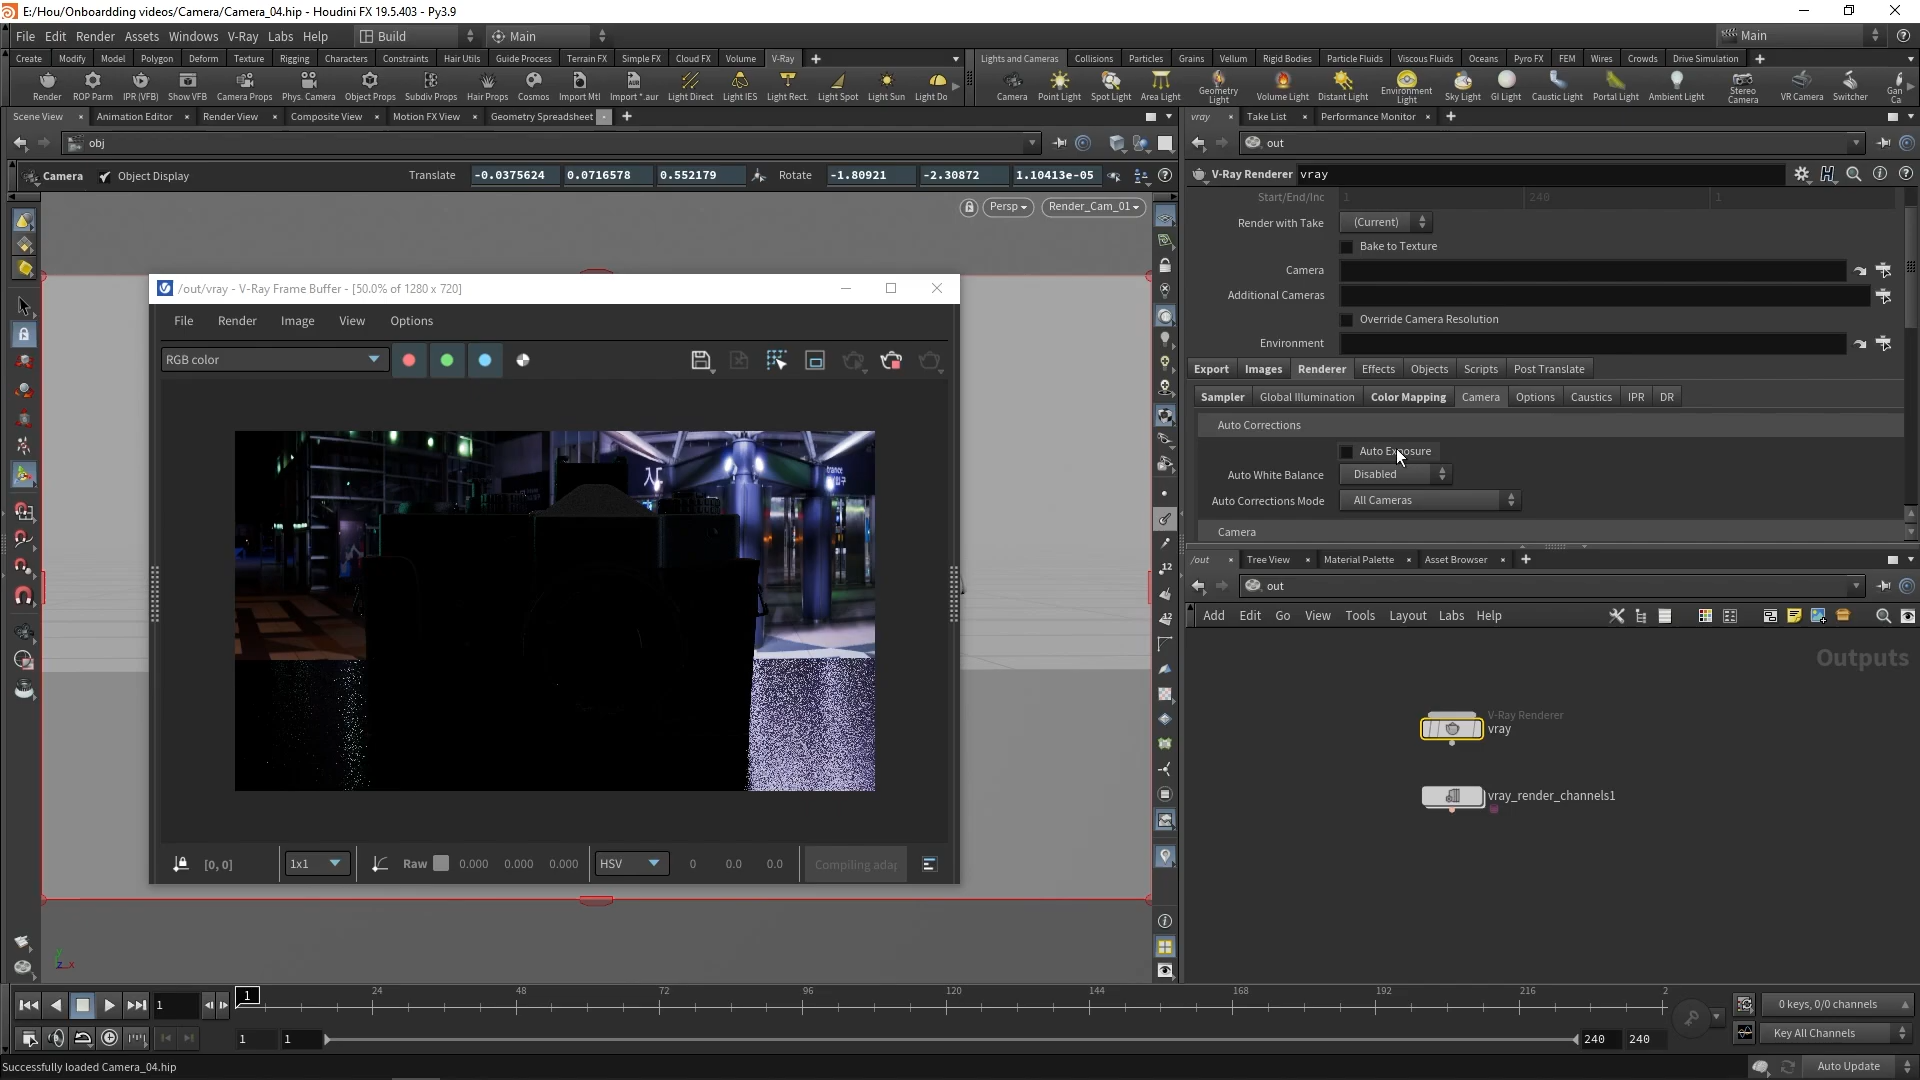 E:/Hou/Onboardding videos/Camera/Camera_04.hip - Houdini FX 19.5.403 - Py3.9
File Edit Render Assets Windows V-Ray Labs Help Build Main Main
Create Modify Model Polygon Deform Texture Rigging Characters Constraints Hair Utils Guide Process Terrain FX Simple FX Cloud FX Volume V-Ray
Lights and Cameras Collisions Particles Grains Vellum Rigid Bodies Particle Fluids Viscous Fluids Oceans Pyro FX FEM Wires Crowds Drive Simulation
Render ROP Parm IPR (VFB) Show VFB Camera Props Phys. Camera Object Props Subdiv Props Hair Props Cosmos Import Mtl Import *.aur Light Direct Light IES Light Rect. Light Spot Light Sun Light Do
Camera Point Light Spot Light Area Light Geometry Light Volume Light Distant Light Environment Light Sky Light GI Light Caustic Light Portal Light Ambient Light Stereo Camera VR Camera Switcher Gan Ca
Scene View Animation Editor Render View Composite View Motion FX View Geometry Spreadsheet
vray Take List Performance Monitor
obj
out
Camera Object Display Translate -0.0375624 0.0716578 0.552179 Rotate -1.80921 -2.30872 1.10413e-05
V-Ray Renderer vray
Persp Render_Cam_01
Start/End/Inc 1 240 1
Render with Take (Current)
Bake to Texture
Camera
Additional Cameras
Override Camera Resolution
Environment
Export Images Renderer Effects Objects Scripts Post Translate
Sampler Global Illumination Color Mapping Camera Options Caustics IPR DR
Auto Corrections
Auto Exposure
Auto White Balance Disabled
Auto Corrections Mode All Cameras
Camera
/out/vray - V-Ray Frame Buffer - [50.0% of 1280 x 720]
File Render Image View Options
RGB color
[0, 0] 1x1 Raw 0.000 0.000 0.000 HSV 0 0.0 0.0 Compiling adap
/out Tree View Material Palette Asset Browser
out
Add Edit Go View Tools Layout Labs Help
Outputs
V-Ray Renderer
vray
vray_render_channels1
1 1 24 48 72 96 120 144 168 192 216 2
0 keys, 0/0 channels
1 1 240 240 Key All Channels
Successfully loaded Camera_04.hip
Auto Update